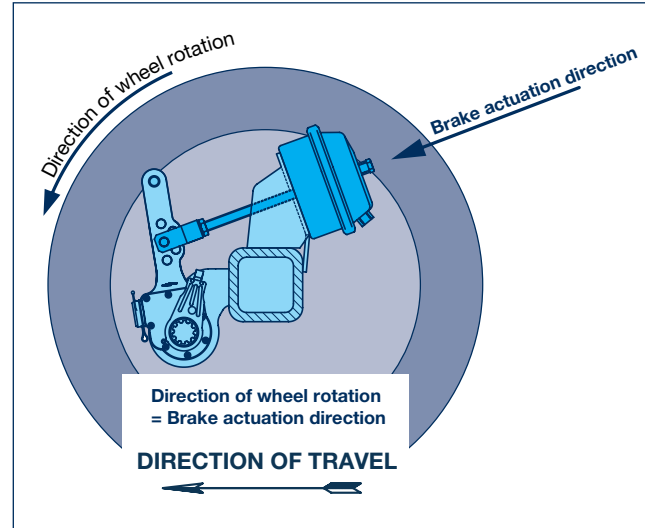 Direction of wheel rotation
Brake actuation direction
Direction of wheel rotation
= Brake actuation direction
DIRECTION OF TRAVEL